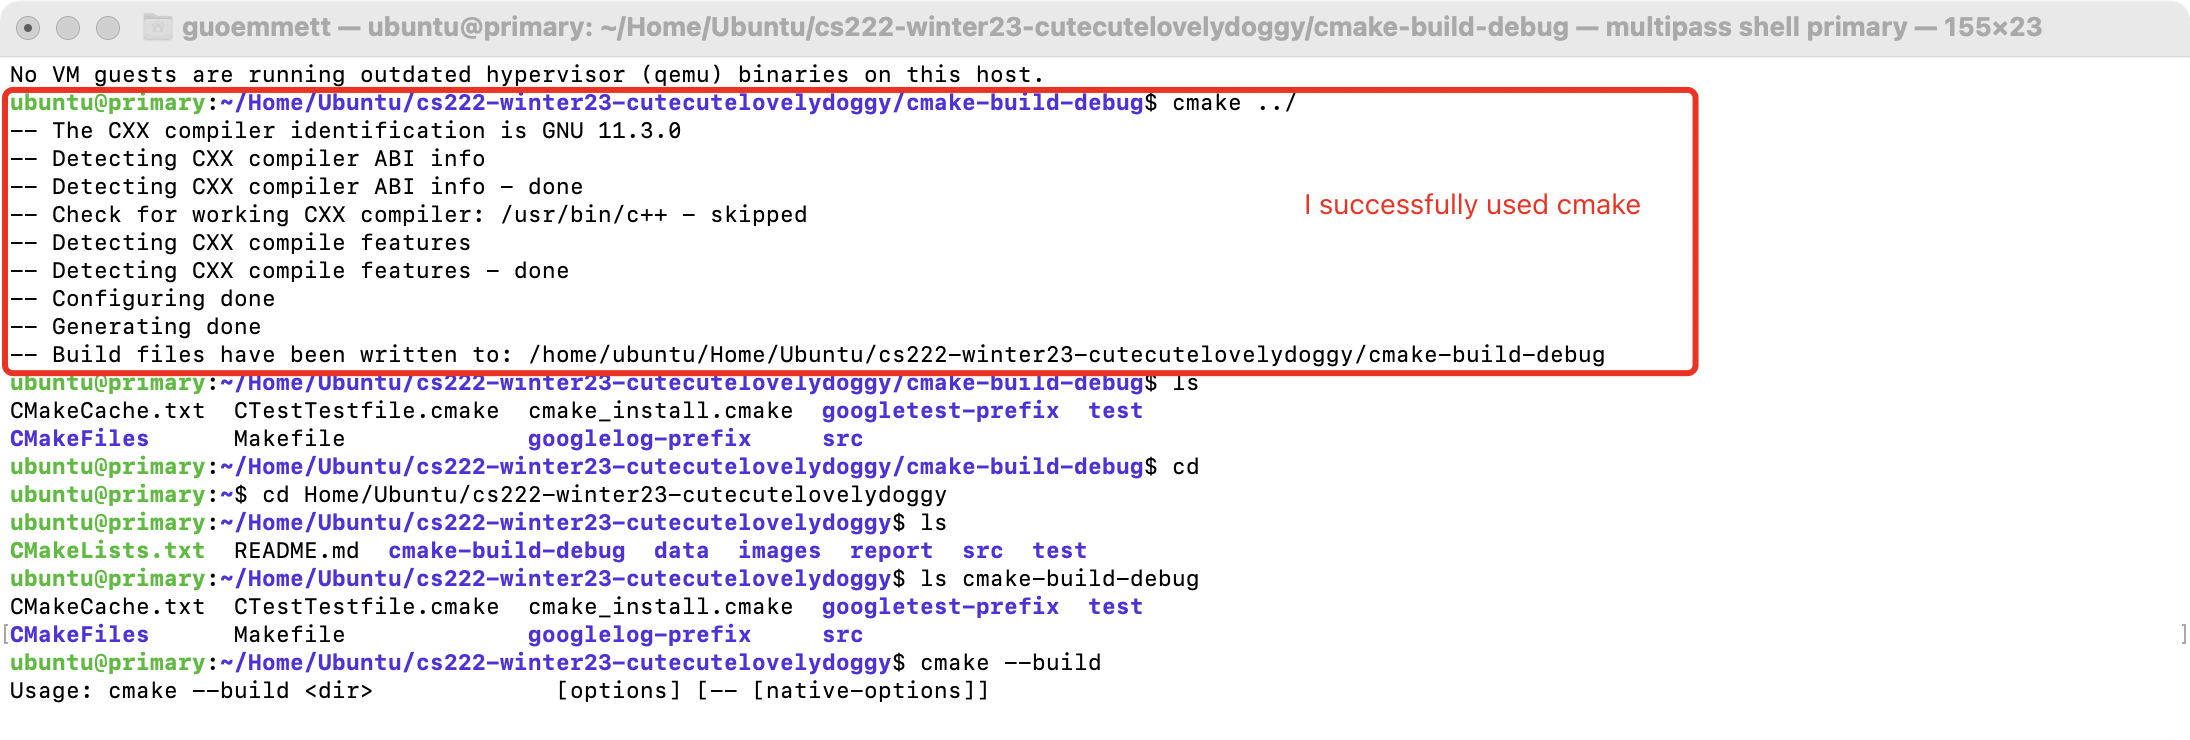 guoemmett — ubuntu@primary: ~/Home/Ubuntu/cs222-winter23-cutecutelovelydoggy/cmake-build-debug — multipass shell primary — 155×23
No VM guests are running outdated hypervisor (qemu) binaries on this host.
ubuntu@primary:~/Home/Ubuntu/cs222-winter23-cutecutelovelydoggy/cmake-build-debug$ cmake ../
-- The CXX compiler identification is GNU 11.3.0
-- Detecting CXX compiler ABI info
-- Detecting CXX compiler ABI info - done
-- Check for working CXX compiler: /usr/bin/c++ - skipped
I successfully used cmake
-- Detecting CXX compile features
-- Detecting CXX compile features - done
-- Configuring done
-- Generating done
-- Build files have been written to: /home/ubuntu/Home/Ubuntu/cs222-winter23-cutecutelovelydoggy/cmake-build-debug
ubuntu@primary:~/Home/Ubuntu/cs222-winter23-cutecutelovelydoggy/cmake-build-debug$ ls
CMakeCache.txt  CTestTestfile.cmake  cmake_install.cmake  googletest-prefix  test
CMakeFiles      Makefile             googlelog-prefix     src
ubuntu@primary:~/Home/Ubuntu/cs222-winter23-cutecutelovelydoggy/cmake-build-debug$ cd
ubuntu@primary:~$ cd Home/Ubuntu/cs222-winter23-cutecutelovelydoggy
ubuntu@primary:~/Home/Ubuntu/cs222-winter23-cutecutelovelydoggy$ ls
CMakeLists.txt  README.md  cmake-build-debug  data  images  report  src  test
ubuntu@primary:~/Home/Ubuntu/cs222-winter23-cutecutelovelydoggy$ ls cmake-build-debug
CMakeCache.txt  CTestTestfile.cmake  cmake_install.cmake  googletest-prefix  test
[CMakeFiles      Makefile             googlelog-prefix     src ]
ubuntu@primary:~/Home/Ubuntu/cs222-winter23-cutecutelovelydoggy$ cmake --build
Usage: cmake --build <dir>             [options] [-- [native-options]]